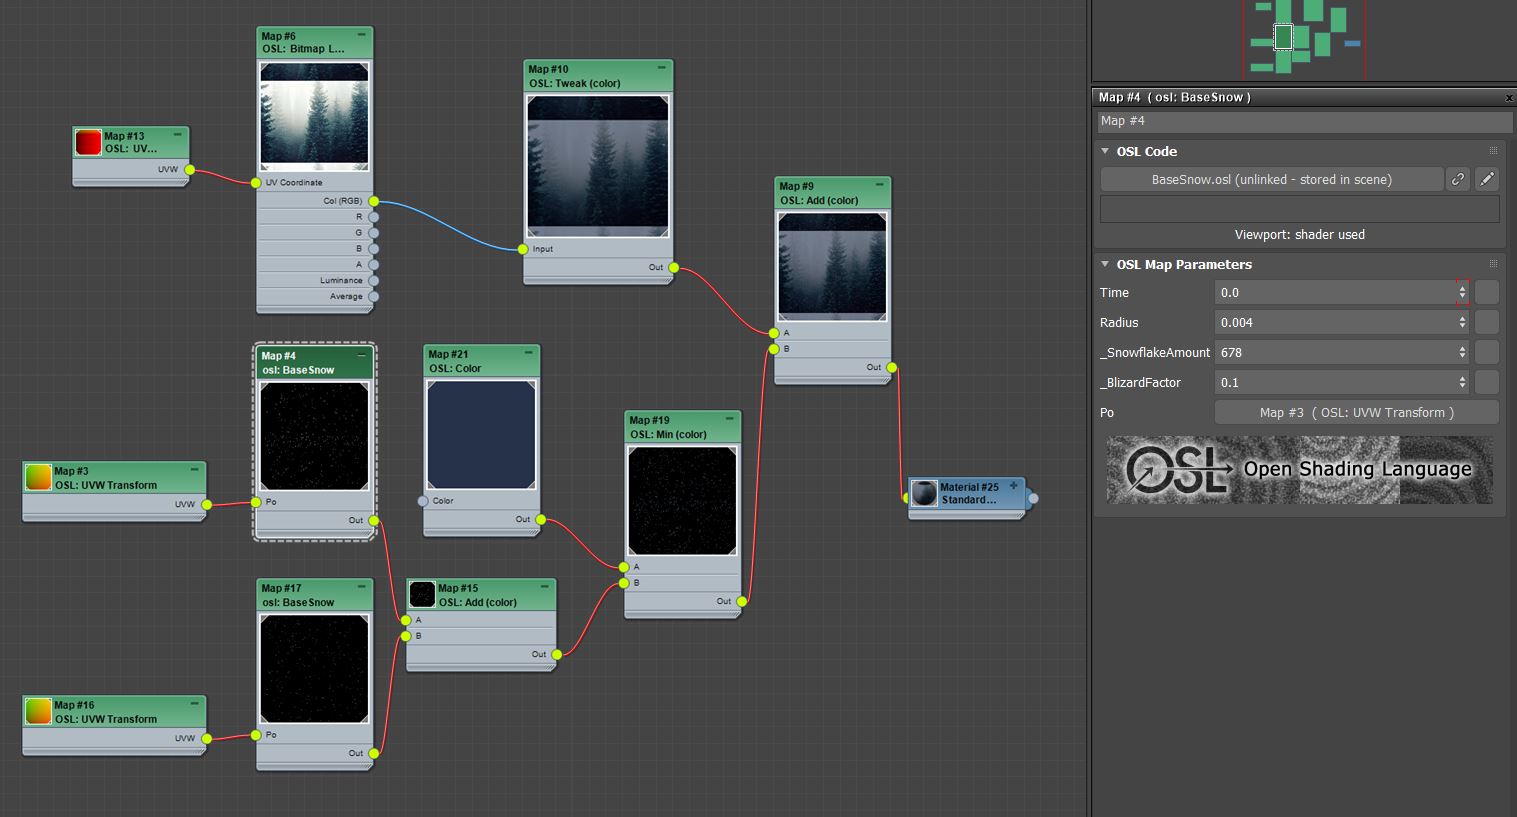 Map #6
OSL: Bitmap L...
UV Coordinate
Col (RGB)
R
G
B
A
Luminance
Average
Map #13
OSL: UV...
UVW
Map #10
OSL: Tweak (color)
Input
Out
Map #9
OSL: Add (color)
A
B
Out
Map #4
osl: BaseSnow
Po
Out
Map #21
OSL: Color
Color
Out
Map #19
OSL: Min (color)
A
B
Out
Map #3
OSL: UVW Transform
UVW
Material #25
Standard...
Map #17
osl: BaseSnow
Po
Out
Map #15
OSL: Add (color)
A
B
Out
Map #16
OSL: UVW Transform
UVW
Map #4 ( osl: BaseSnow )
x
Map #4
OSL Code
BaseSnow.osl (unlinked - stored in scene)
Viewport: shader used
OSL Map Parameters
Time 0.0
Radius 0.004
_SnowflakeAmount 678
_BlizardFactor 0.1
Po Map #3 ( OSL: UVW Transform )
OSL Open Shading Language